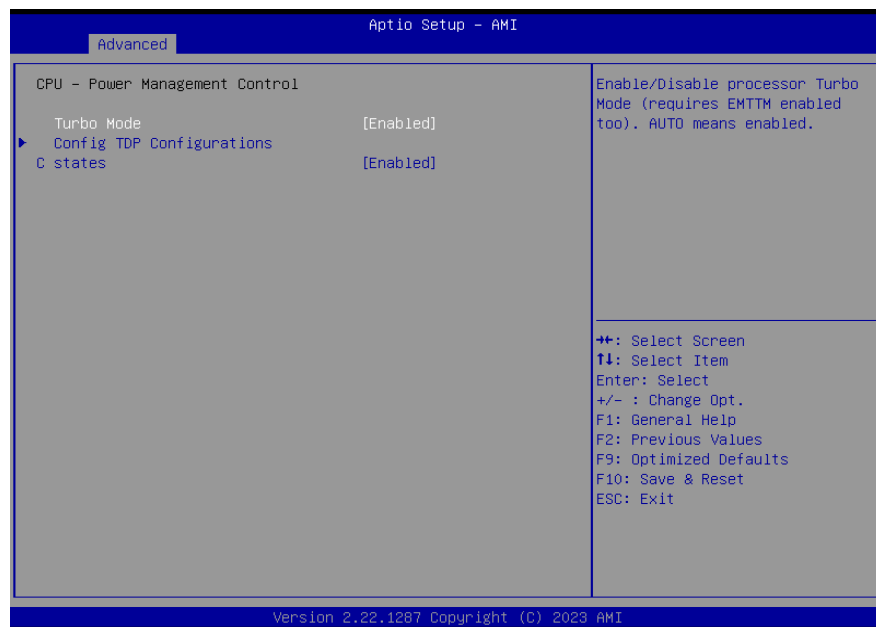 Aptio Setup – AMI
Advanced
CPU – Power Management Control
Turbo Mode [Enabled]
Config TDP Configurations
C states [Enabled]
Enable/Disable processor Turbo
Mode (requires EMTTM enabled
too). AUTO means enabled.
→←: Select Screen
↑↓: Select Item
Enter: Select
+/- : Change Opt.
F1: General Help
F2: Previous Values
F9: Optimized Defaults
F10: Save & Reset
ESC: Exit
Version 2.22.1287 Copyright (C) 2023 AMI